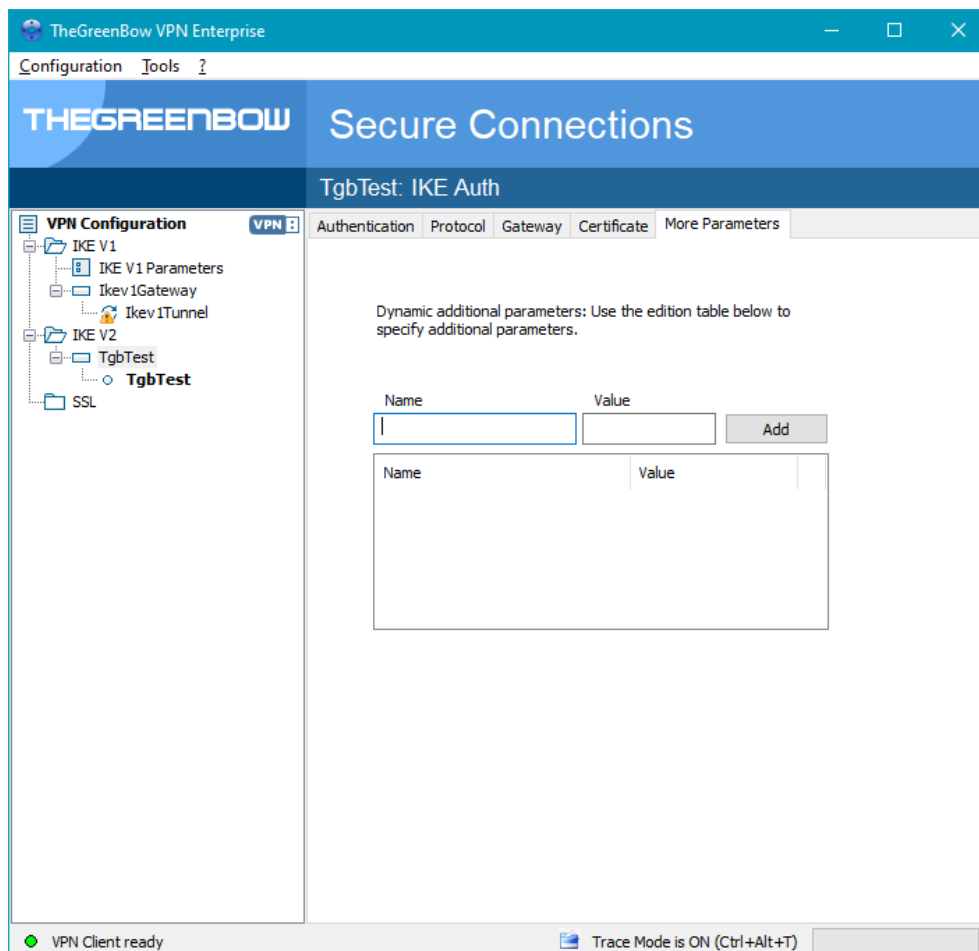 TheGreenBow VPN Enterprise
Configuration Tools ?
THEGREENBOW
Secure Connections
TgbTest: IKE Auth
VPN Configuration
VPN
IKE V1
IKE V1 Parameters
Ikev1Gateway
Ikev1Tunnel
IKE V2
TgbTest
TgbTest
SSL
Authentication Protocol Gateway Certificate More Parameters
Dynamic additional parameters: Use the edition table below to
specify additional parameters.
Name Value
Add
Name Value
VPN Client ready
Trace Mode is ON (Ctrl+Alt+T)